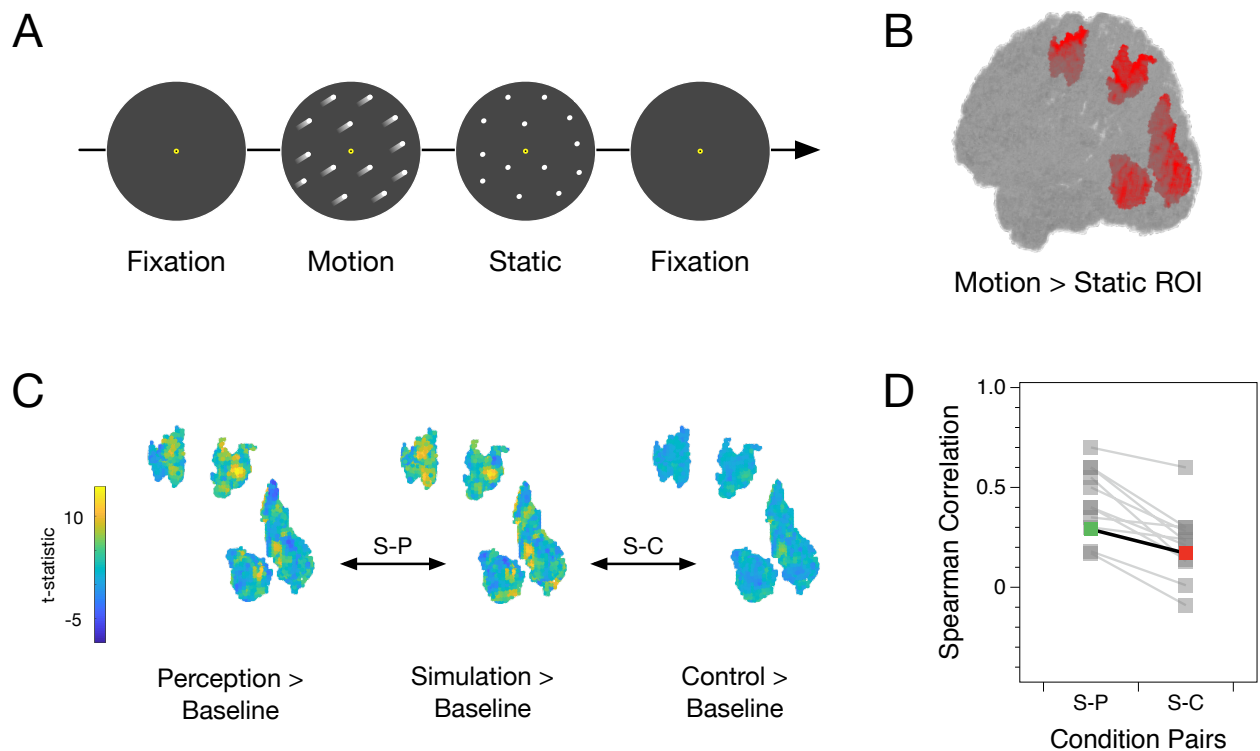 A
Fixation
Motion
Static
Fixation
B
Motion > Static ROI
C
t-statistic
10
-5
S-P
S-C
Perception >
Baseline
Simulation >
Baseline
Control >
Baseline
D
Spearman Correlation
1.0
0.5
0
S-P
S-C
Condition Pairs